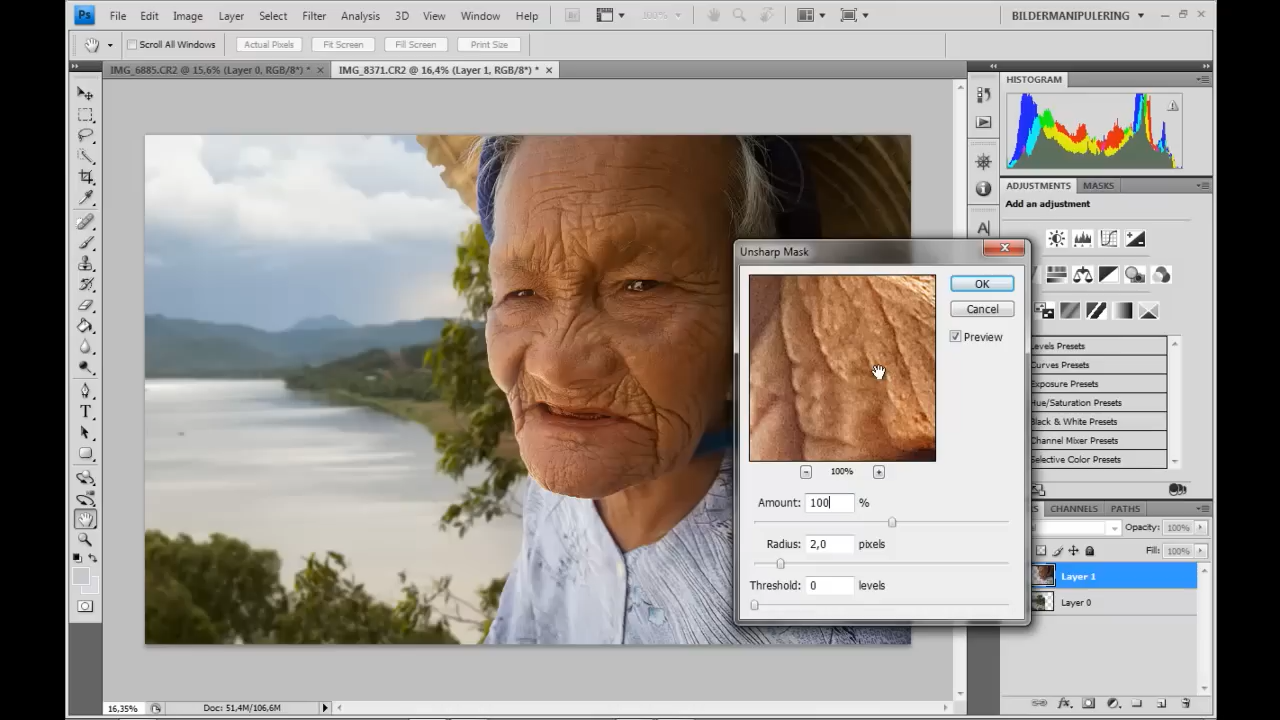 Ps File Edit Image Layer Select Filter Analysis 3D View Window Help Br 100% BILDERMANIPULERING
Scroll All Windows Actual Pixels Fit Screen Fill Screen Print Size
IMG_6885.CR2 @ 15,6% (Layer 0, RGB/8*) * × IMG_8371.CR2 @ 16,4% (Layer 1, RGB/8*) * ×
HISTOGRAM
ADJUSTMENTS MASKS
Add an adjustment
Unsharp Mask
OK
Cancel
Preview
100%
Amount: 100 %
Radius: 2,0 pixels
Threshold: 0 levels
Levels Presets
Curves Presets
Exposure Presets
Hue/Saturation Presets
Black & White Presets
Channel Mixer Presets
Selective Color Presets
CHANNELS PATHS
Opacity: 100%
Fill: 100%
Layer 1
Layer 0
16,35% Doc: 51,4M/106,6M